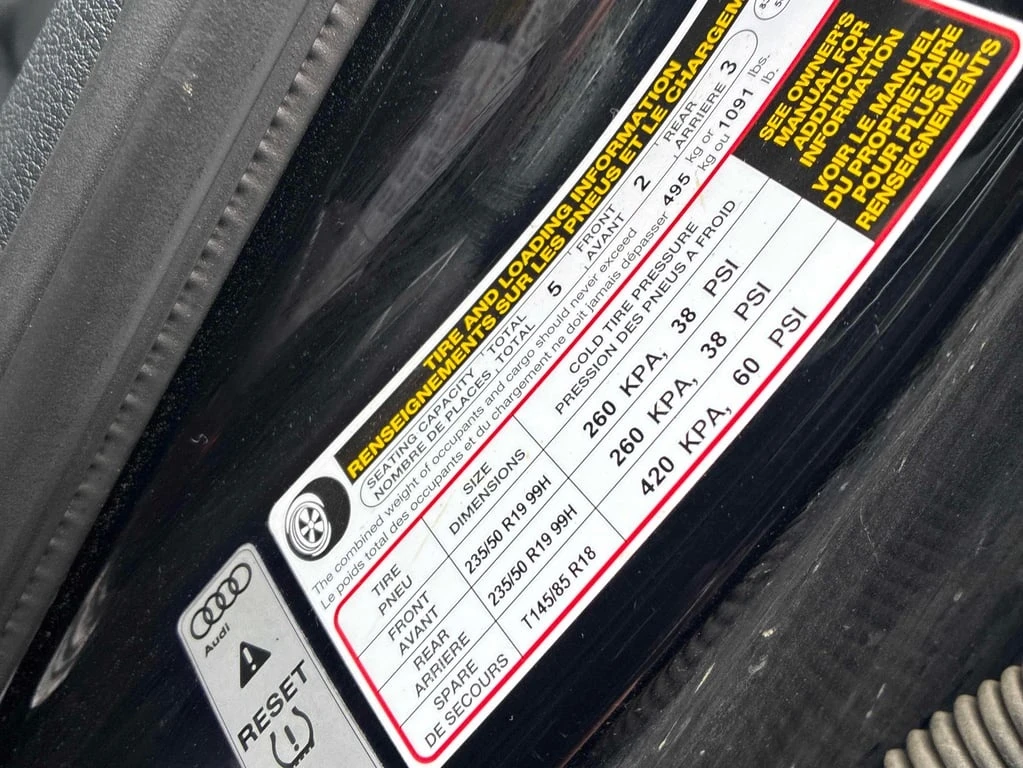 TIRE AND LOADING INFORMATION
RENSEIGNEMENTS SUR LES PNEUS ET LE CHARGEM
SEATING CAPACITY TOTAL 5 FRONT 2 REAR 3
NOMBRE DE PLACES TOTAL AVANT ARRIERE
The combined weight of occupants and cargo should never exceed 495 kg or 1091 lbs.
Le poids total des occupants et du chargement ne doit jamais dépasser kg ou lb.
TIRE SIZE COLD TIRE PRESSURE
PNEU DIMENSIONS PRESSION DES PNEUS A FROID
FRONT 235/50 R19 99H 260 KPA, 38 PSI
AVANT
REAR 235/50 R19 99H 260 KPA, 38 PSI
ARRIERE
SPARE T145/85 R18 420 KPA, 60 PSI
DE SECOURS
SEE OWNER'S
MANUAL FOR
ADDITIONAL
INFORMATION
VOIR LE MANUEL
DU PROPRIETAIRE
POUR PLUS DE
RENSEIGNEMENTS
Audi
RESET